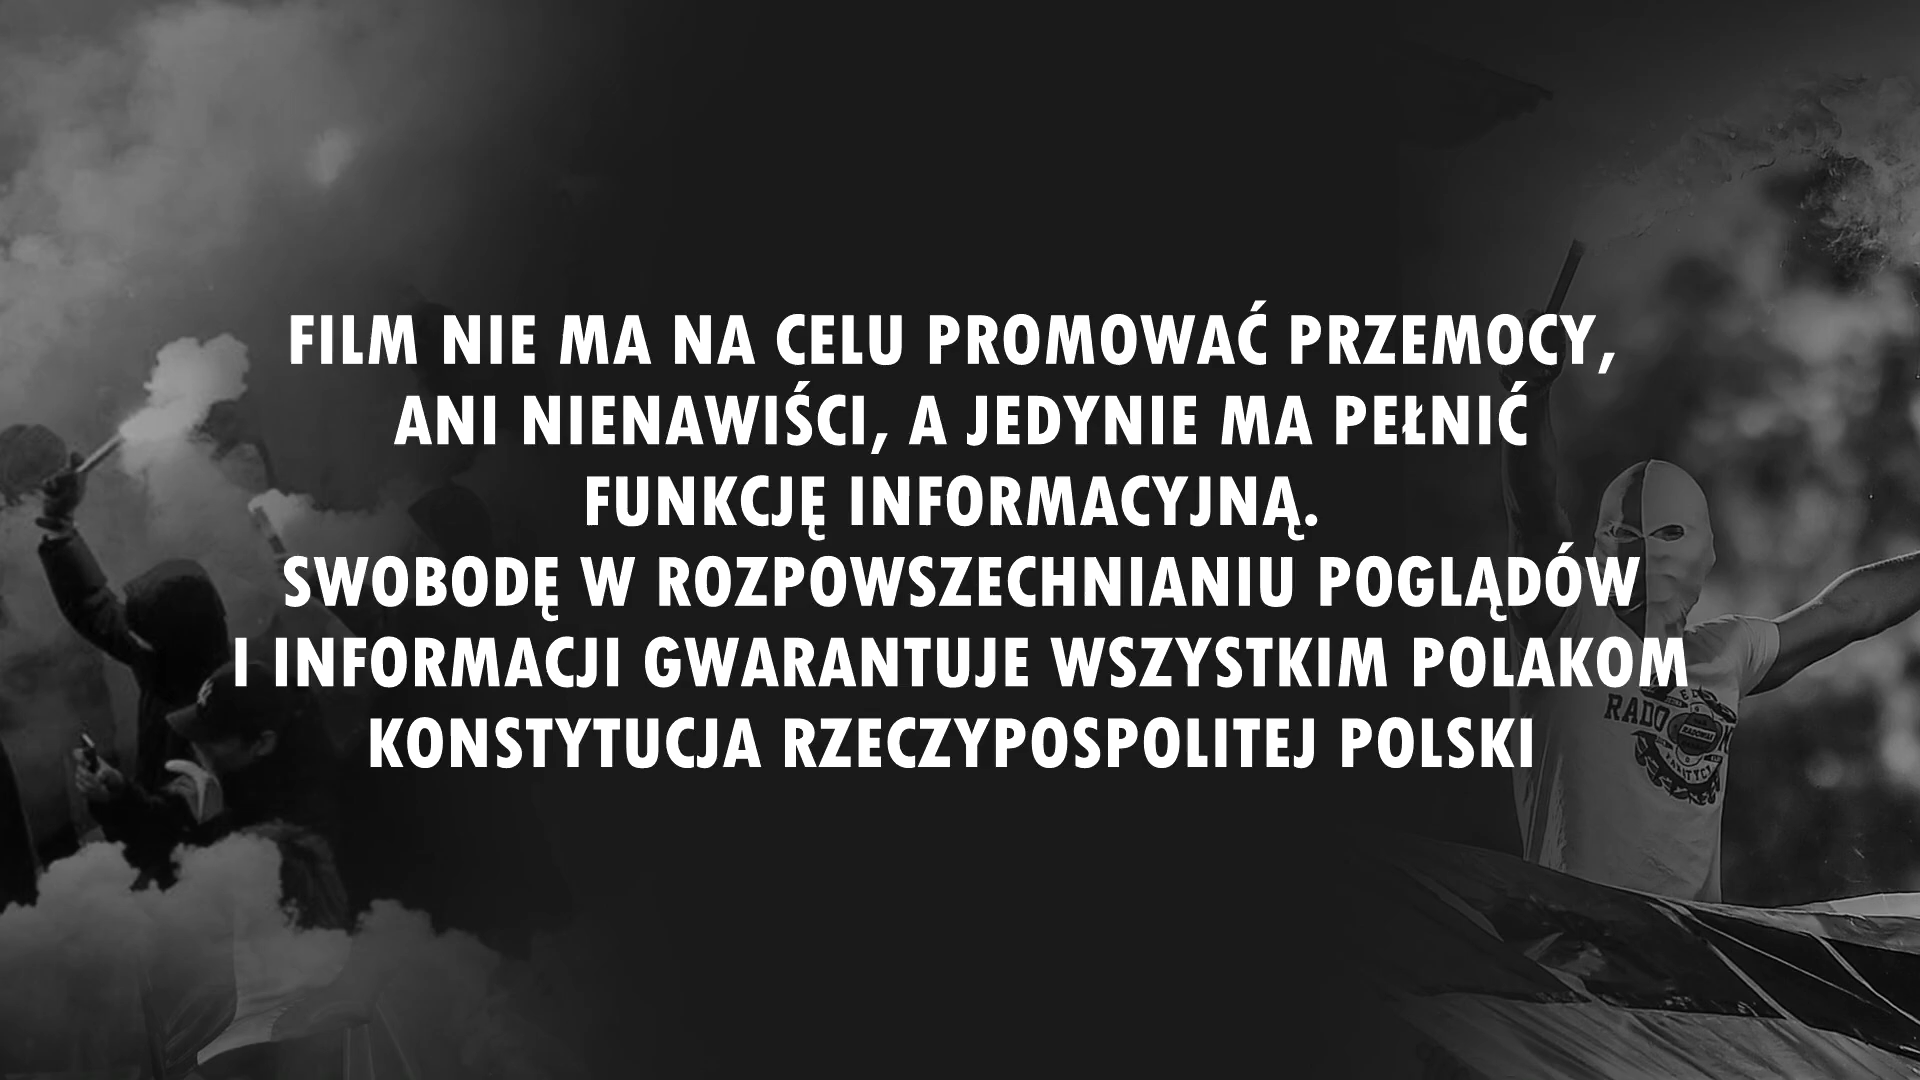 FILM NIE MA NA CELU PROMOWAĆ PRZEMOCY,
ANI NIENAWIŚCI, A JEDYNIE MA PEŁNIĆ
FUNKCJĘ INFORMACYJNĄ.
SWOBODĘ W ROZPOWSZECHNIANIU POGLĄDÓW
I INFORMACJI GWARANTUJE WSZYSTKIM POLAKOM
KONSTYTUCJA RZECZYPOSPOLITEJ POLSKI